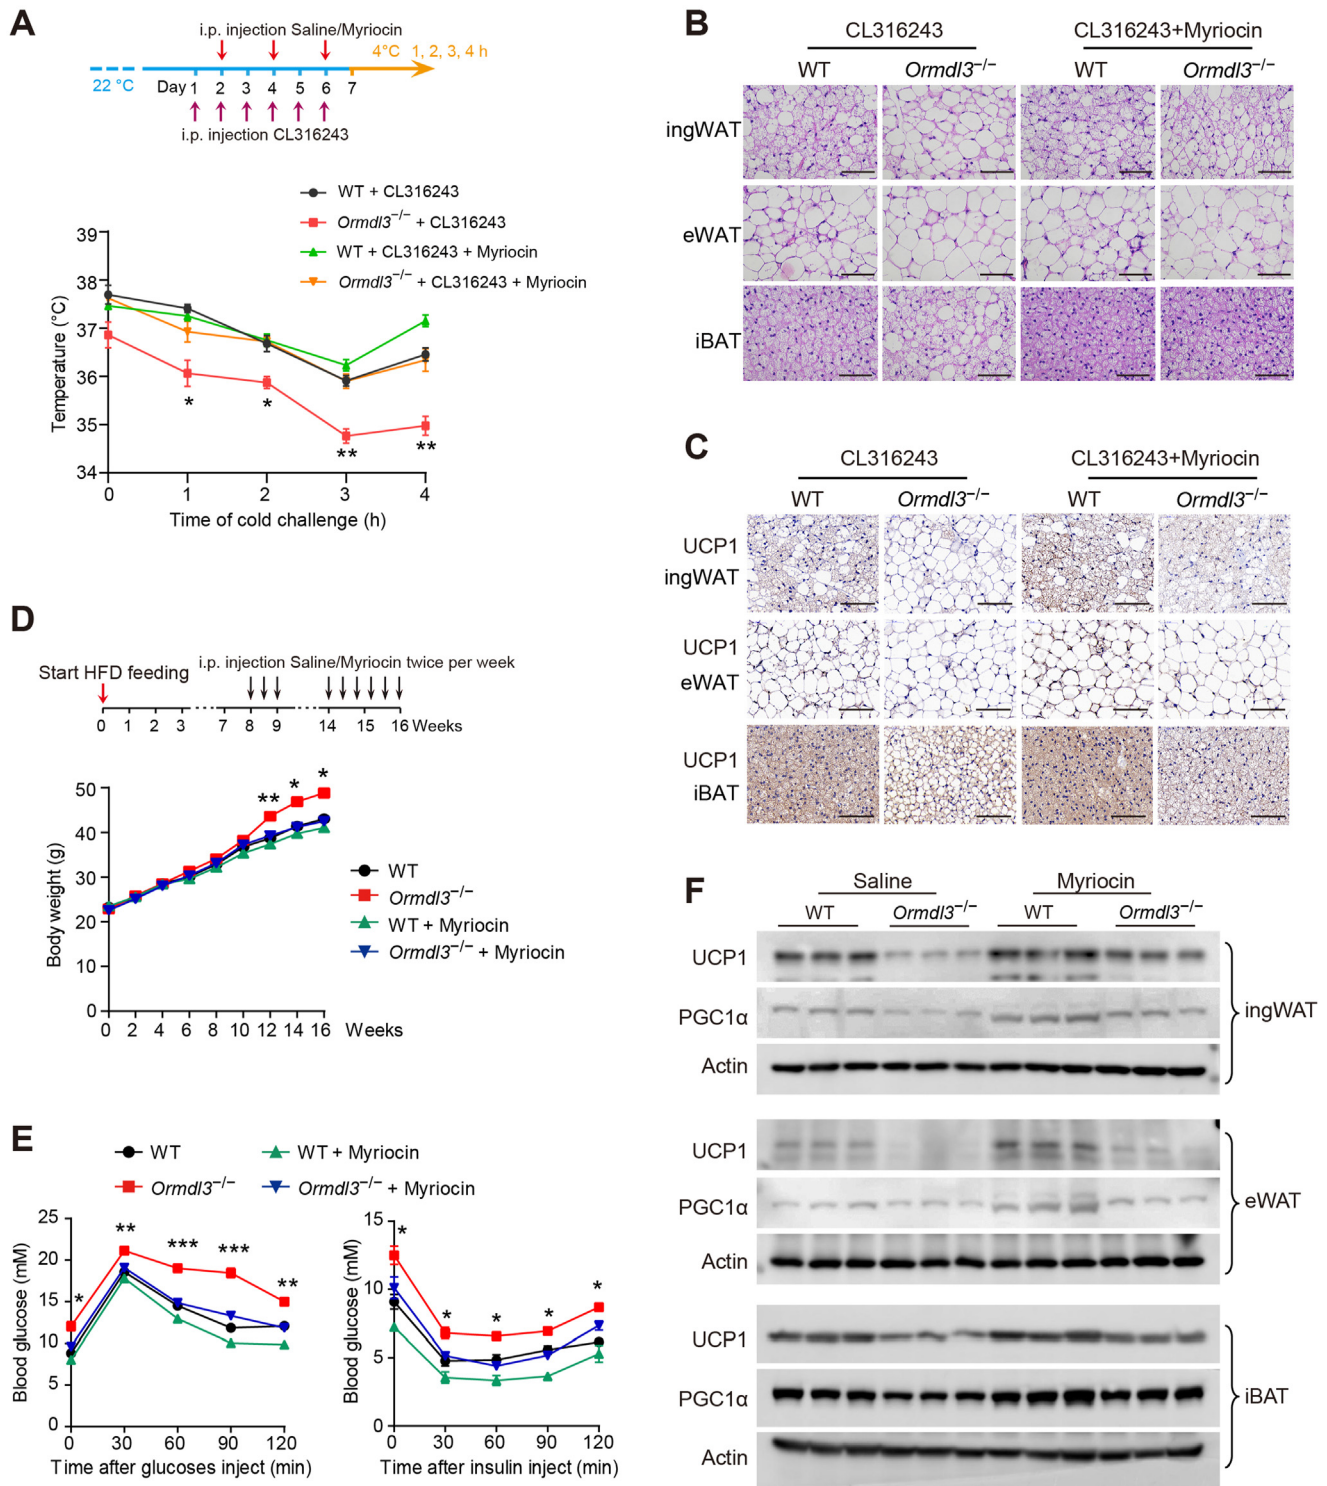 A
i.p. injection Saline/Myriocin
4°C 1, 2, 3, 4 h
22 °C
Day 1 2 3 4 5 6 7
i.p. injection CL316243
WT + CL316243
Ormdl3−/− + CL316243
WT + CL316243 + Myriocin
Ormdl3−/− + CL316243 + Myriocin
Temperature (°C)
39
38
37
36
35
34
* * ** **
0 1 2 3 4
Time of cold challenge (h)
B
CL316243 CL316243+Myriocin
WT Ormdl3−/− WT Ormdl3−/−
ingWAT
eWAT
iBAT
C
CL316243 CL316243+Myriocin
WT Ormdl3−/− WT Ormdl3−/−
UCP1
ingWAT
UCP1
eWAT
UCP1
iBAT
D
Start HFD feeding
i.p. injection Saline/Myriocin twice per week
0 1 2 3 7 8 9 14 15 16 Weeks
Body weight (g)
50
40
30
20
10
0
** * *
0 2 4 6 8 10 12 14 16 Weeks
WT
Ormdl3−/−
WT + Myriocin
Ormdl3−/− + Myriocin
E
WT WT + Myriocin
Ormdl3−/− Ormdl3−/− + Myriocin
Blood glucose (mM)
25
20
15
10
5
0
* ** *** *** **
0 30 60 90 120
Time after glucoses inject (min)
Blood glucose (mM)
15
10
5
0
* * * * *
0 30 60 90 120
Time after insulin inject (min)
F
Saline Myriocin
WT Ormdl3−/− WT Ormdl3−/−
UCP1
PGC1α
Actin
ingWAT
UCP1
PGC1α
Actin
eWAT
UCP1
PGC1α
Actin
iBAT